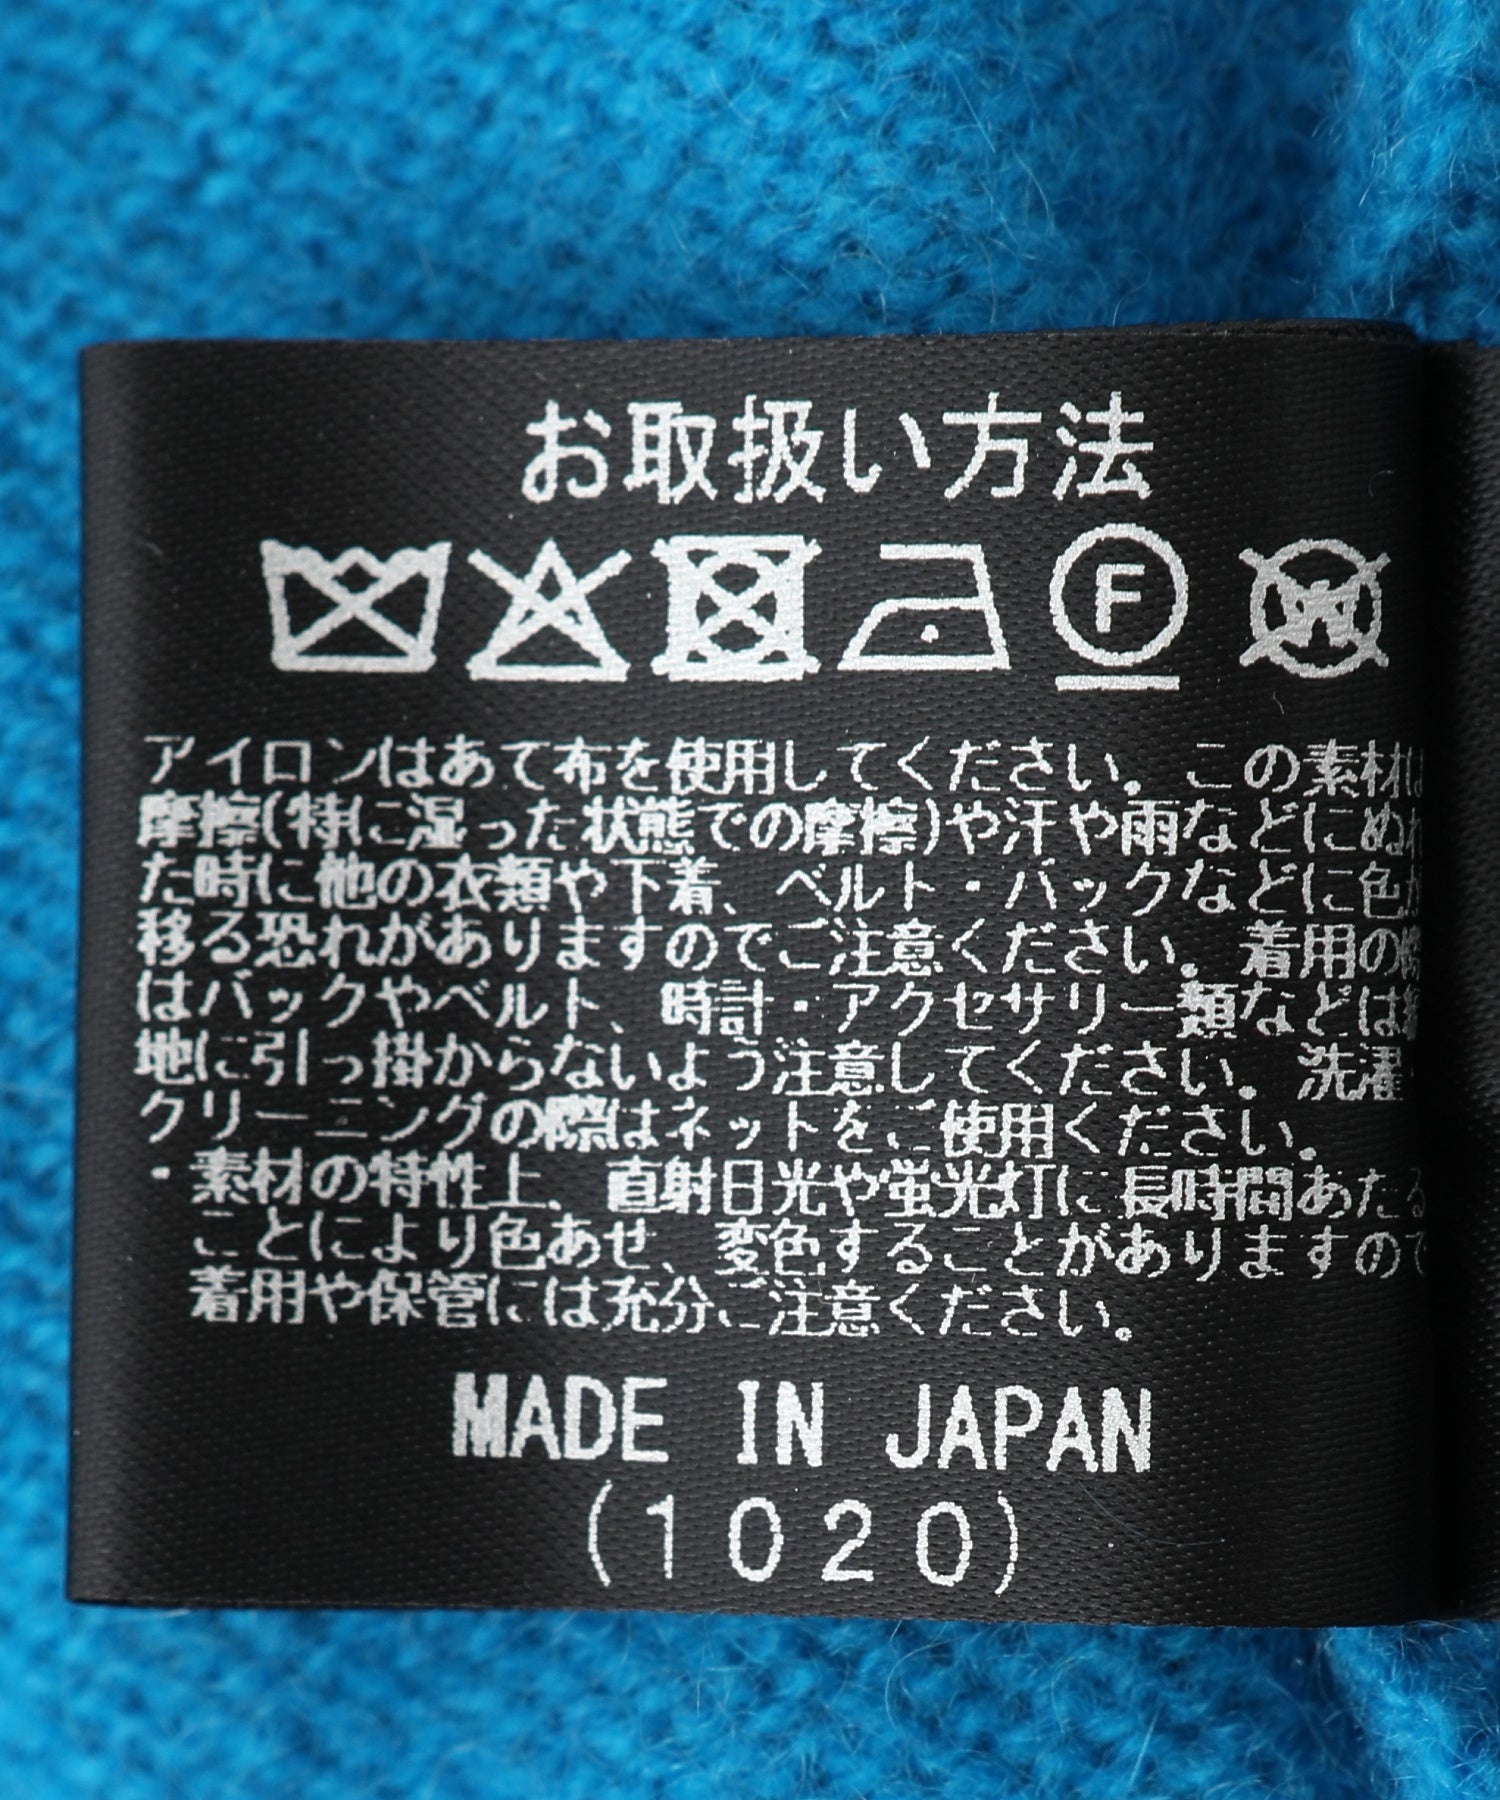 お取扱い方法
F
W
アイロンはあて布を使用してください。この素材は
摩擦(特に湿った状態での摩擦)や汗や雨などにぬれ
た時に他の衣類や下着、ベルト・バックなどに色が
移る恐れがありますのでご注意ください。着用の際
はバックやベルト、時計・アクセサリー類などは
地に引っ掛からないよう注意してください。洗濯・
クリーニングの際はネットをご使用ください。
・素材の特性上、直射日光や蛍光灯に長時間あたる
ことにより色あせ、変色することがありますので
着用や保管には充分ご注意ください。
MADE IN JAPAN
(1020)